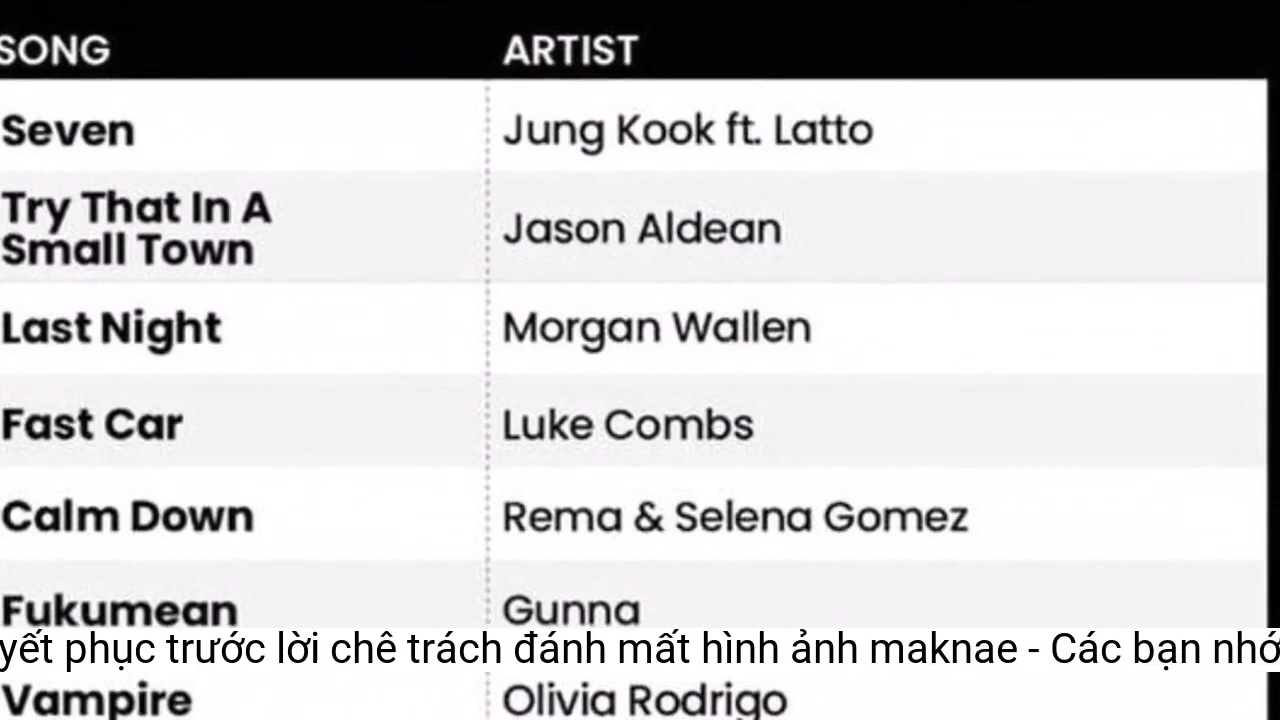 SONG ARTIST
Seven Jung Kook ft. Latto
Try That In A
Small Town Jason Aldean
Last Night Morgan Wallen
Fast Car Luke Combs
Calm Down Rema & Selena Gomez
Fukumean Gunna
phục trước lời chê trách đánh mất hình ảnh maknae - Các bạn
Vampire Olivia Rodrigo